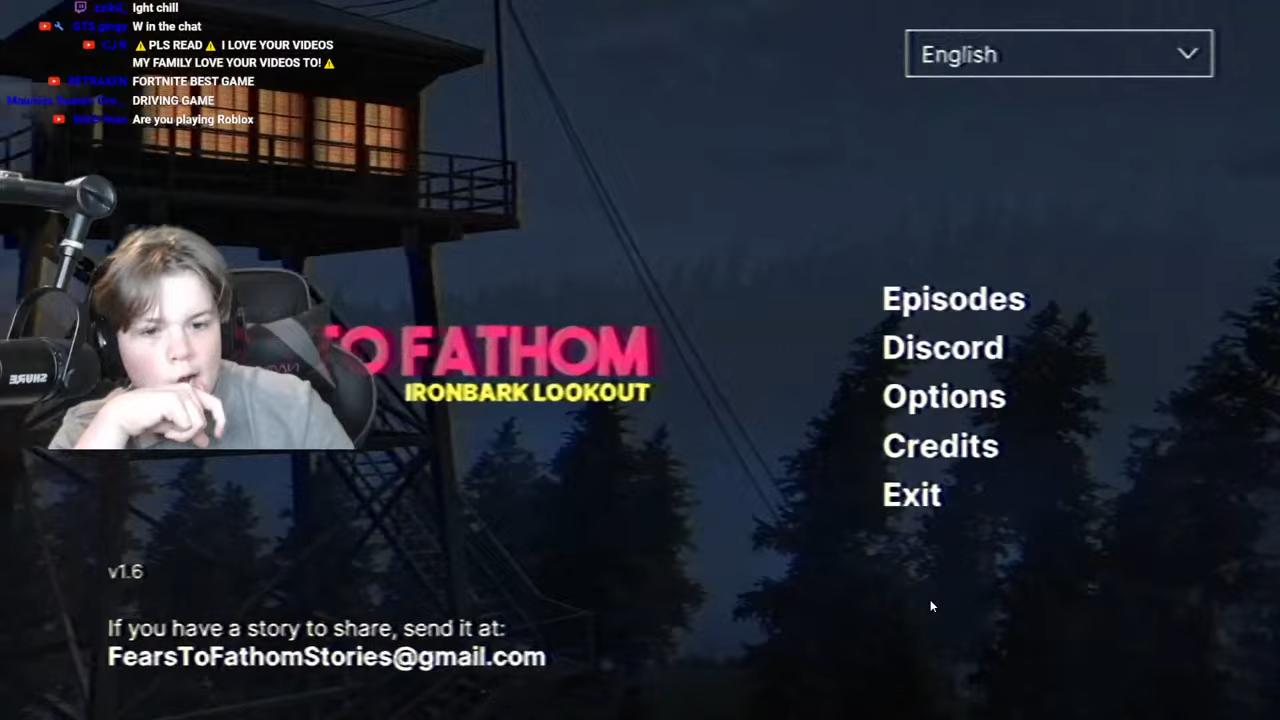 Ight chill
W in the chat
⚠PLS READ⚠ I LOVE YOUR VIDEOS
MY FAMILY LOVE YOUR VIDEOS TO!⚠
FORTNITE BEST GAME
DRIVING GAME
Are you playing Roblox
English
TO FATHOM
IRONBARK LOOKOUT
Episodes
Discord
Options
Credits
Exit
v1.6
If you have a story to share, send it at:
FearsToFathomStories@gmail.com